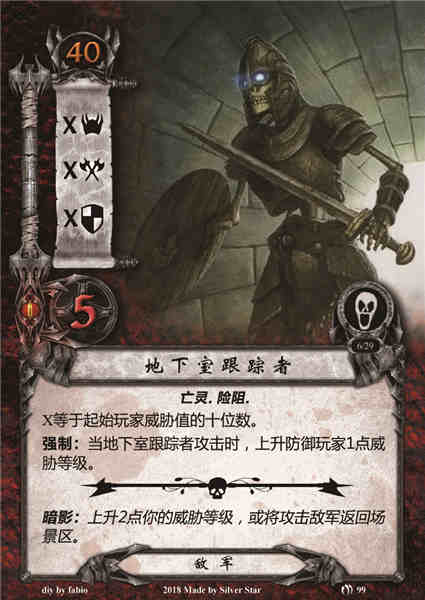 40
X
X
X
5
6/29
地下室跟踪者
亡灵. 险阻.
X等于起始玩家威胁值的十位数。
强制：当地下室跟踪者攻击时，上升防御玩家1点威
胁等级。
暗影：上升2点你的威胁等级，或将攻击敌军返回场
景区。
敌军
diy by fabio 2018 Made by Silver Star 99